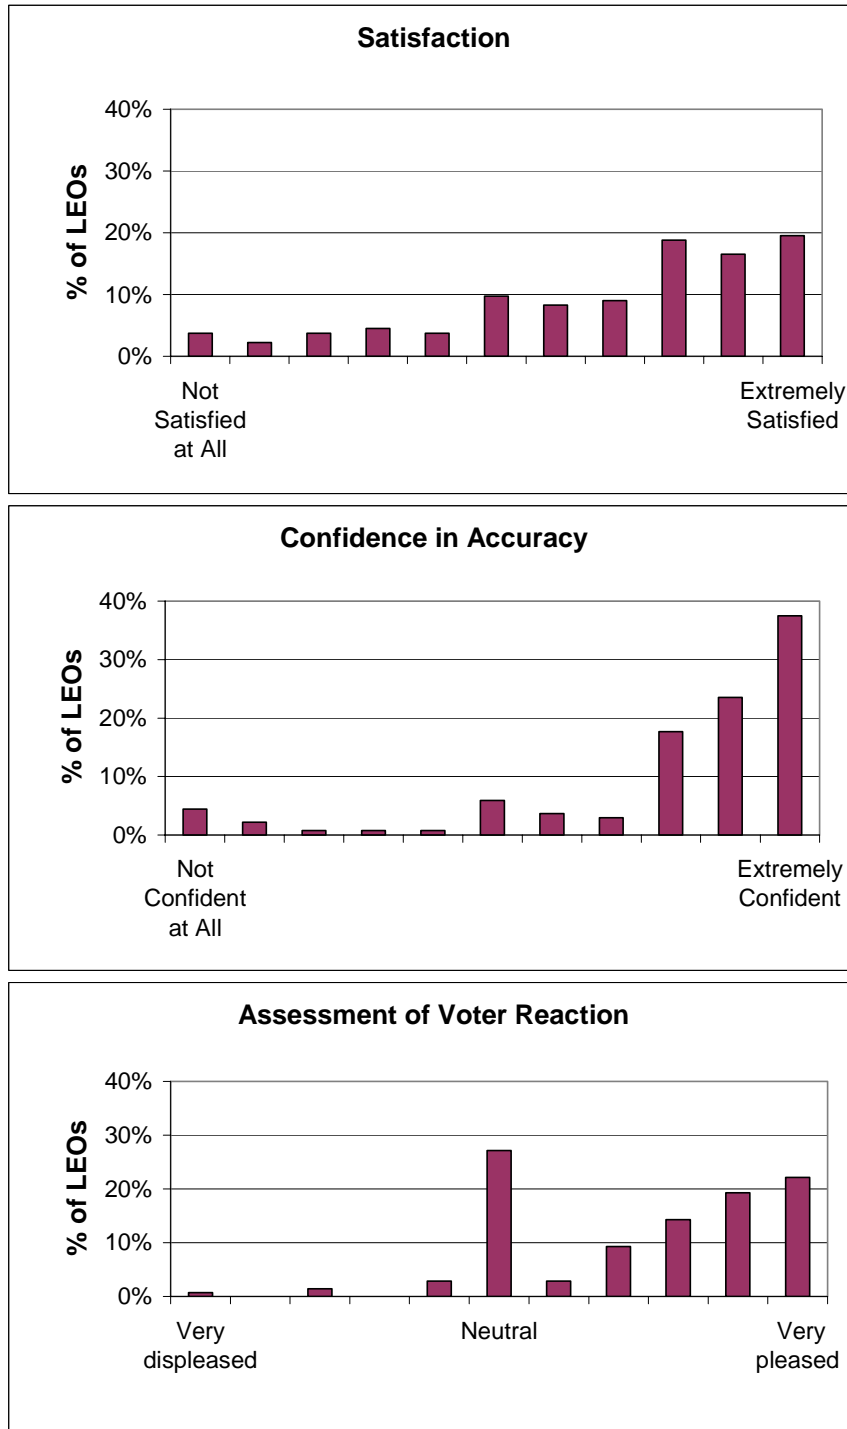 Satisfaction
40%
30%
20%
10%
0%
% of LEOs
Not
Satisfied
at All
Extremely
Satisfied
Confidence in Accuracy
40%
30%
20%
10%
0%
% of LEOs
Not
Confident
at All
Extremely
Confident
Assessment of Voter Reaction
40%
30%
20%
10%
0%
% of LEOs
Very
displeased
Neutral
Very
pleased